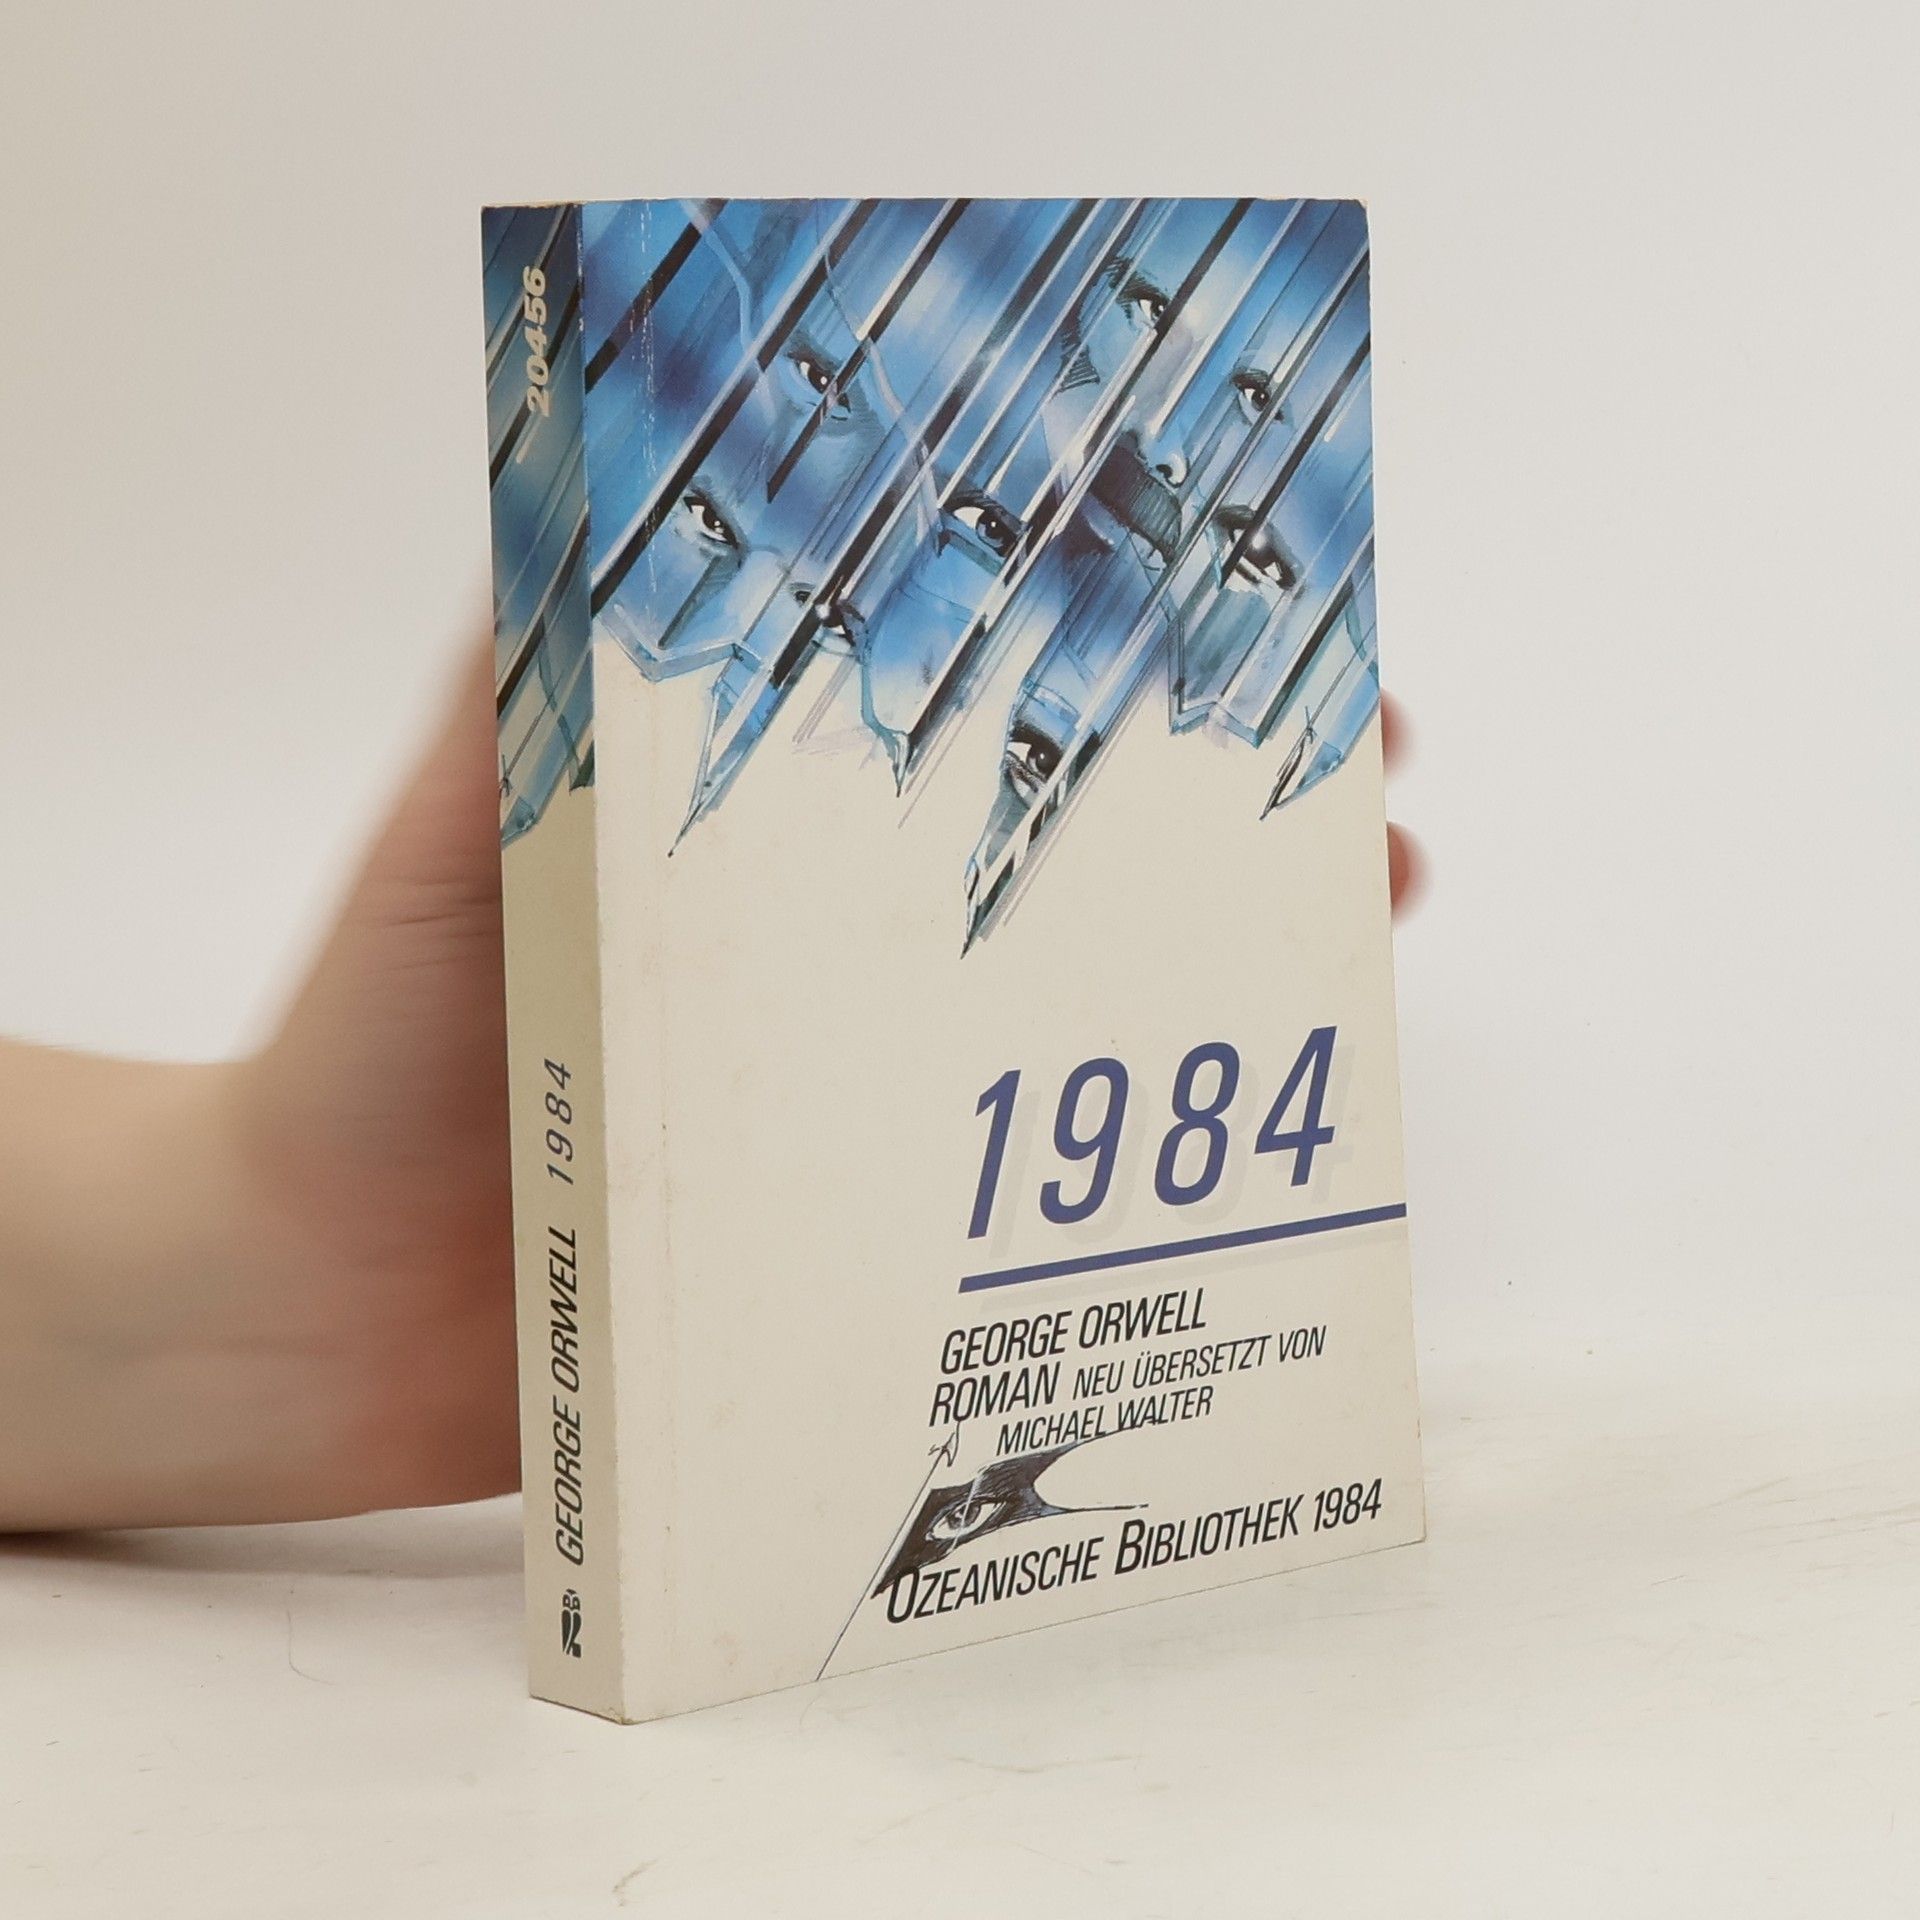 20456
GEORGE ORWELL 1984
1984
GEORGE ORWELL
ROMAN NEU ÜBERSETZT VON
MICHAEL WALTER
OZEANISCHE BIBLIOTHEK 1984